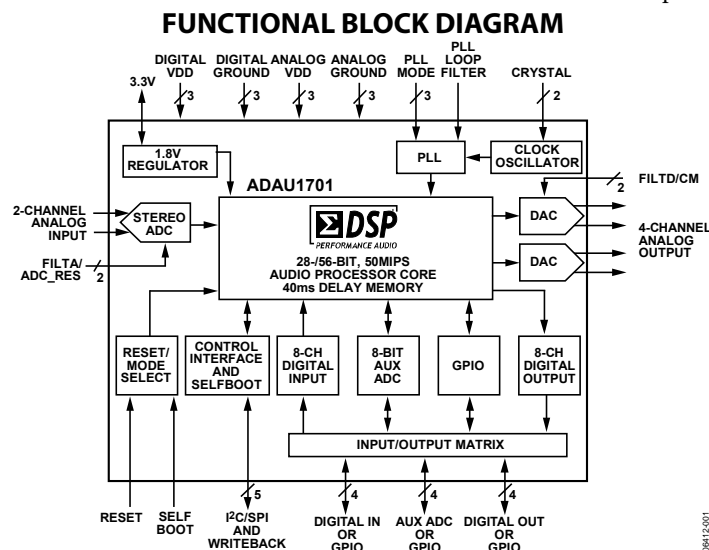 FUNCTIONAL BLOCK DIAGRAM
DIGITAL
VDD
DIGITAL
GROUND
ANALOG
VDD
ANALOG
GROUND
PLL
MODE
PLL
LOOP
FILTER
CRYSTAL
3.3V
3
3
3
3
3
2
1.8V
REGULATOR
PLL
CLOCK
OSCILLATOR
ADAU1701
FILTD/CM
2
2-CHANNEL
ANALOG
INPUT
STEREO
ADC
FILTA/
ADC_RES
2
ΣDSP
PERFORMANCE AUDIO
28-/56-BIT, 50MIPS
AUDIO PROCESSOR CORE
40ms DELAY MEMORY
DAC
DAC
4-CHANNEL
ANALOG
OUTPUT
RESET/
MODE
SELECT
CONTROL
INTERFACE
AND
SELFBOOT
8-CH
DIGITAL
INPUT
8-BIT
AUX
ADC
GPIO
8-CH
DIGITAL
OUTPUT
INPUT/OUTPUT MATRIX
5
4
4
4
RESET
SELF
BOOT
I2C/SPI
AND
WRITEBACK
DIGITAL IN
OR
GPIO
AUX ADC
OR
GPIO
DIGITAL OUT
OR
GPIO
06412-001